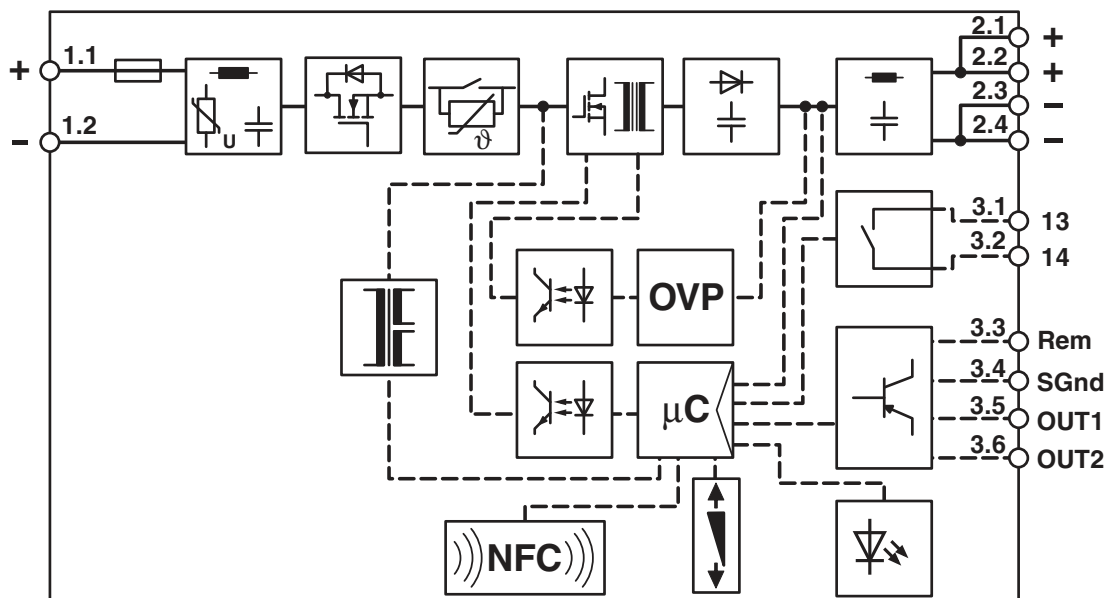 + 1.1
− 1.2
U
ϑ
2.1 +
2.2 +
2.3 −
2.4 −
3.1 13
3.2 14
OVP
3.3 Rem
3.4 SGnd
3.5 OUT1
3.6 OUT2
μC
NFC